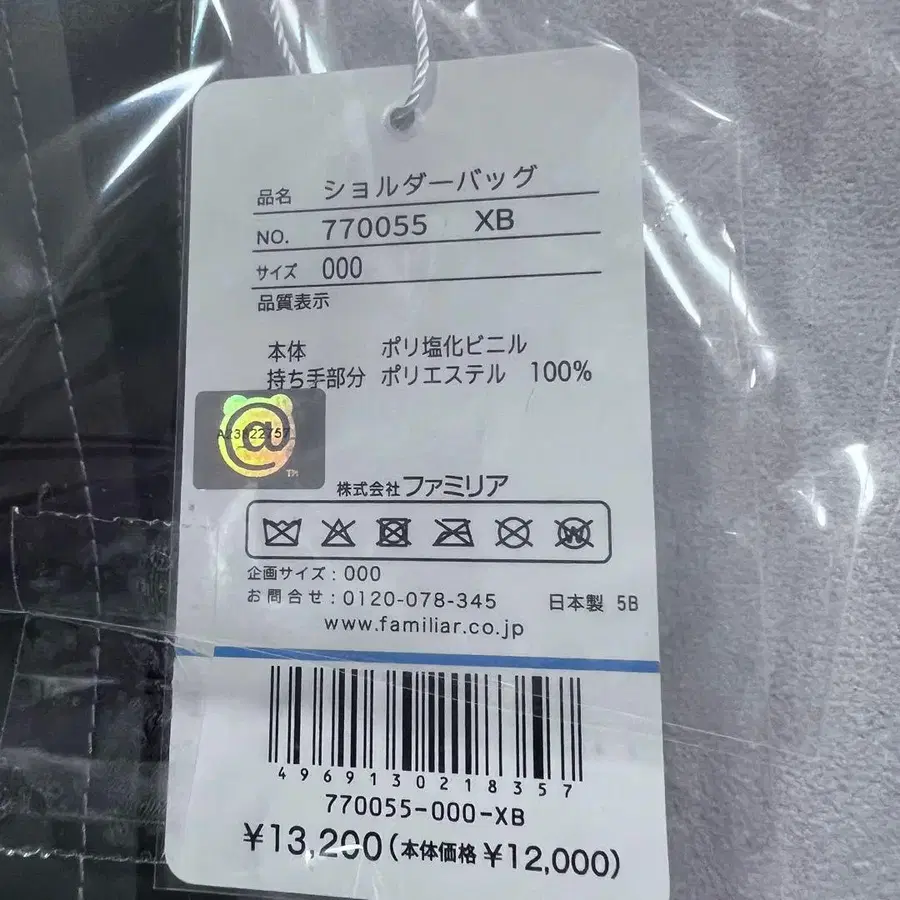 品名 ショルダーバッグ
NO. 770055 XB
サイズ 000
品質表示
本体 ポリ塩化ビニル
持ち手部分 ポリエステル 100%
@
TM
株式会社ファミリア
W
企画サイズ : 000
お問合せ : 0120-078-345 日本製 5B
www.familiar.co.jp
4969130218357
770055-000-XB
¥13,200(本体価格¥12,000)